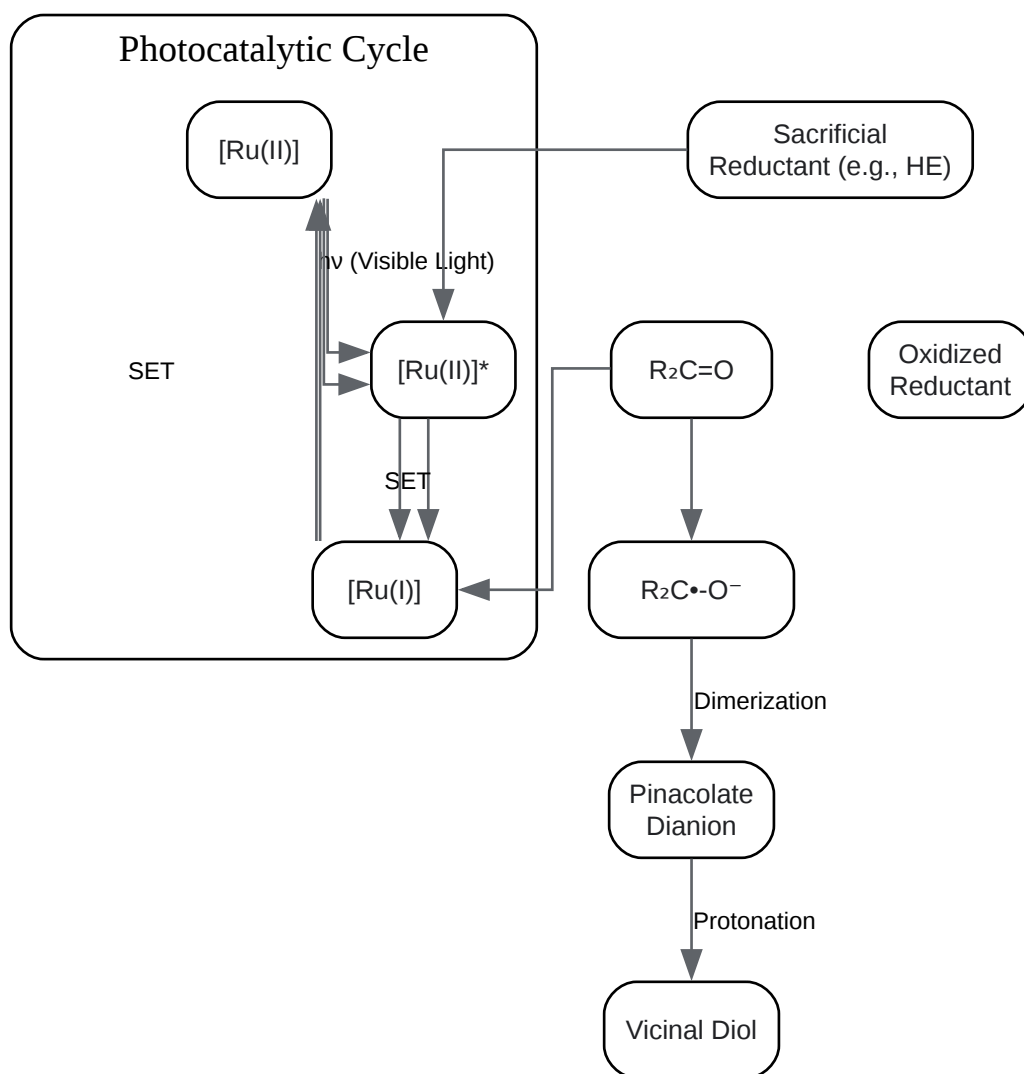 Photocatalytic Cycle
[Ru(II)]
Sacrificial
Reductant (e.g., HE)
hν (Visible Light)
SET
[Ru(II)]*
R₂C=O
Oxidized
Reductant
SET
[Ru(I)]
R₂C•-O⁻
Dimerization
Pinacolate
Dianion
Protonation
Vicinal Diol